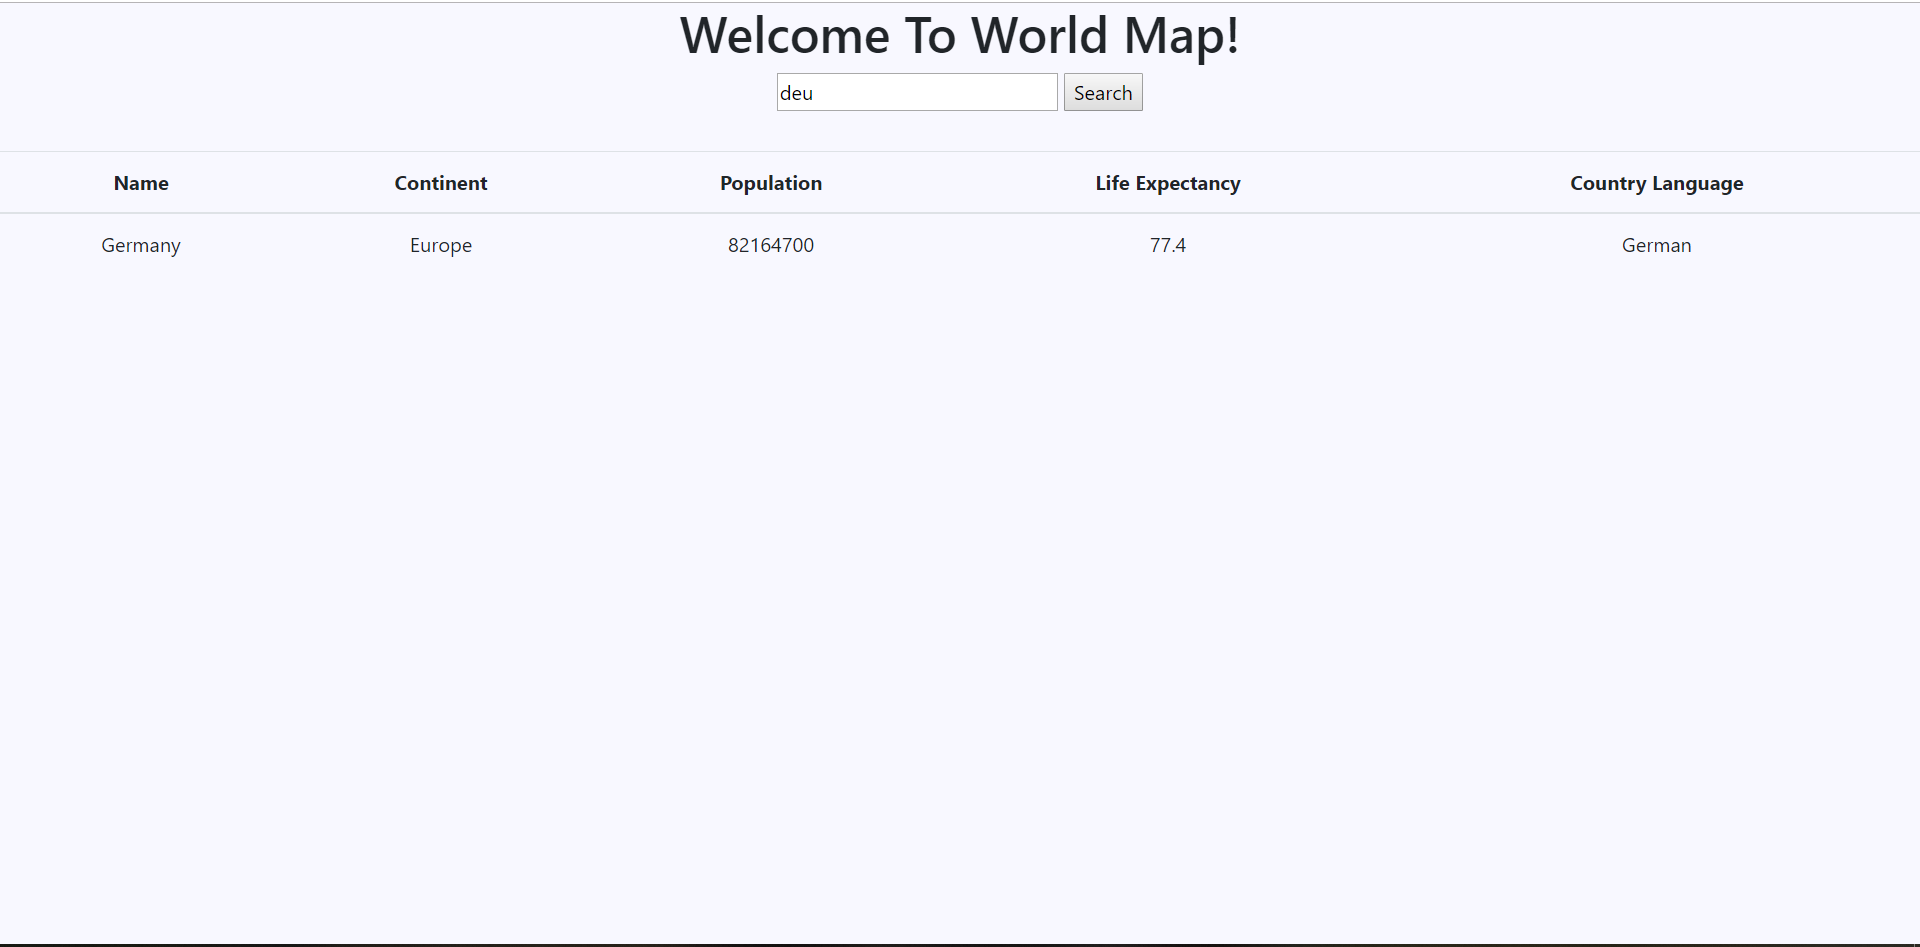 Welcome To World Map!
deu Search
Name Continent Population Life Expectancy Country Language
Germany Europe 82164700 77.4 German